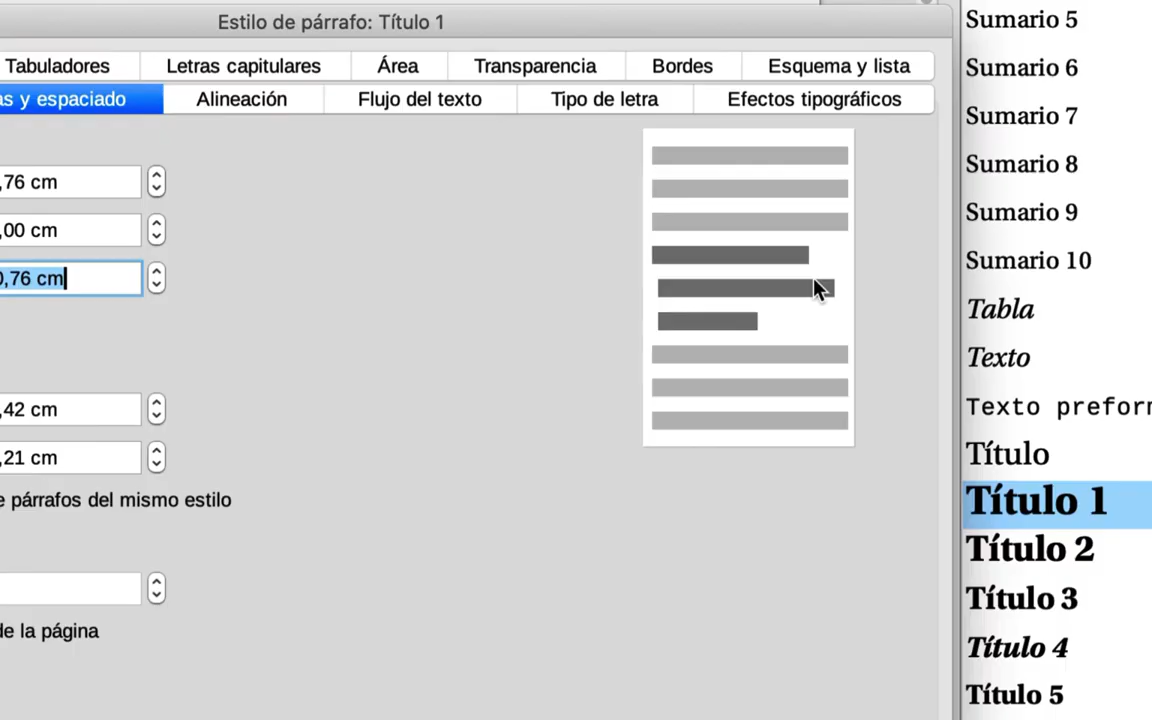 Estilo de párrafo: Título 1
Tabuladores
Letras capitulares
Área
Transparencia
Bordes
Esquema y lista
as y espaciado
Alineación
Flujo del texto
Tipo de letra
Efectos tipográficos
,76 cm
,00 cm
0,76 cm
,42 cm
,21 cm
e párrafos del mismo estilo
de la página
Sumario 5
Sumario 6
Sumario 7
Sumario 8
Sumario 9
Sumario 10
Tabla
Texto
Texto prefor
Título
Título 1
Título 2
Título 3
Título 4
Título 5